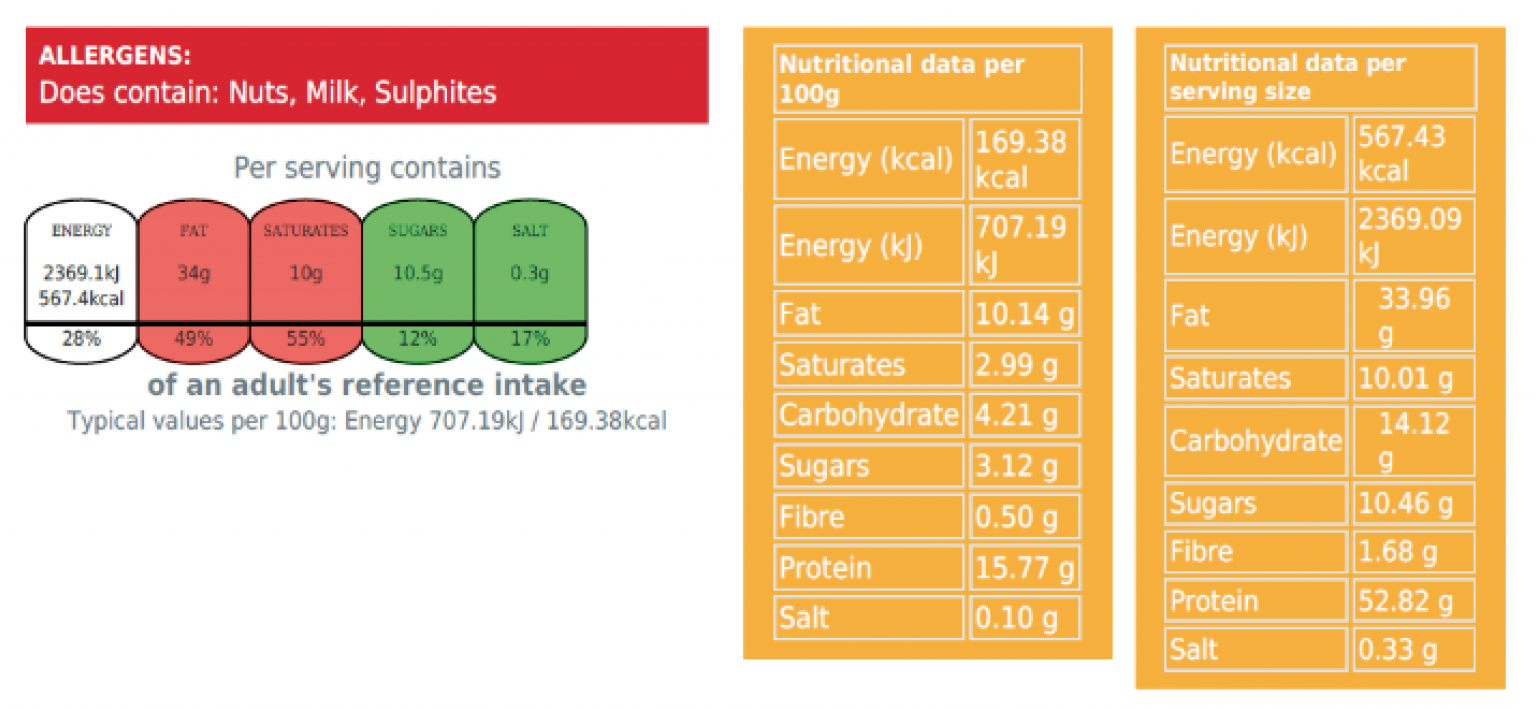 ALLERGENS:
Does contain: Nuts, Milk, Sulphites
Per serving contains
ENERGY FAT SATURATES SUGARS SALT
2369.1kJ 34g 10g 10.5g 0.3g
567.4kcal
28% 49% 55% 12% 17%
of an adult's reference intake
Typical values per 100g: Energy 707.19kJ / 169.38kcal
Nutritional data per
100g
Energy (kcal) 169.38
kcal
Energy (kJ) 707.19
kJ
Fat 10.14 g
Saturates 2.99 g
Carbohydrate 4.21 g
Sugars 3.12 g
Fibre 0.50 g
Protein 15.77 g
Salt 0.10 g
Nutritional data per
serving size
Energy (kcal) 567.43
kcal
Energy (kJ) 2369.09
kJ
Fat 33.96
g
Saturates 10.01 g
Carbohydrate 14.12
g
Sugars 10.46 g
Fibre 1.68 g
Protein 52.82 g
Salt 0.33 g